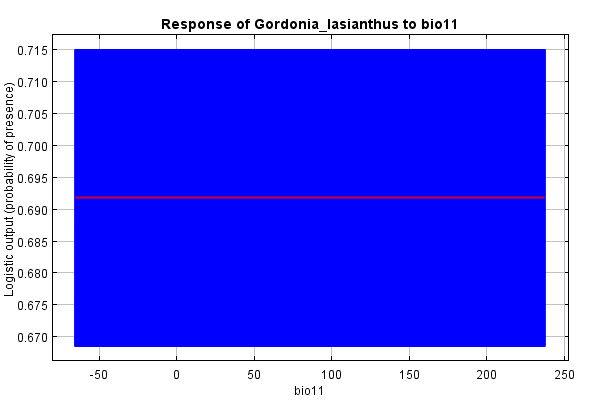 Response of Gordonia_lasianthus to bio11
Logistic output (probability of presence)
0.715
0.710
0.705
0.700
0.695
0.690
0.685
0.680
0.675
0.670
-50 0 50 100 150 200 250
bio11